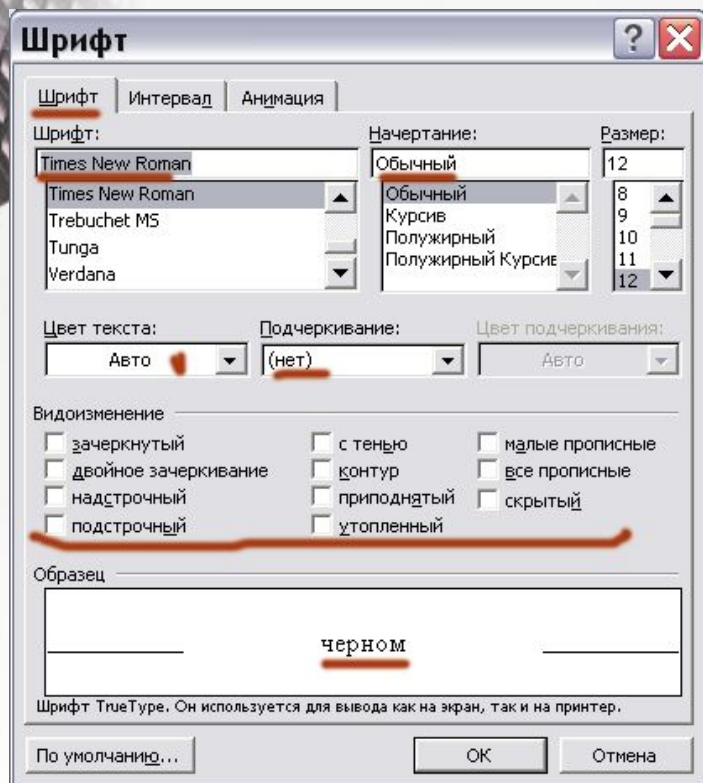 Шрифт
Шрифт Интервал Анимация
Шрифт: Начертание: Размер:
Times New Roman Обычный 12
Times New Roman Обычный 8
Trebuchet MS Курсив 9
Tunga Полужирный 10
Verdana Полужирный Курсив 11
12
Цвет текста: Подчеркивание: Цвет подчеркивания:
Авто (нет) Авто
Видоизменение
зачеркнутый с тенью малые прописные
двойное зачеркивание контур все прописные
надстрочный приподнятый скрытый
подстрочный утопленный
Образец
черном
Шрифт TrueType. Он используется для вывода как на экран, так и на принтер.
По умолчанию... ОК Отмена